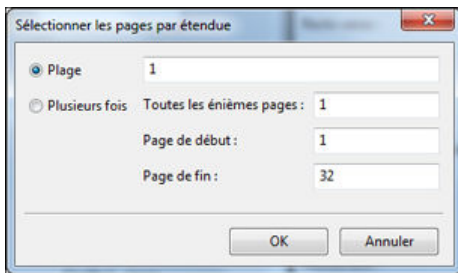 Sélectionner les pages par étendue
Plage 1
Plusieurs fois Toutes les énièmes pages : 1
Page de début : 1
Page de fin : 32
OK Annuler